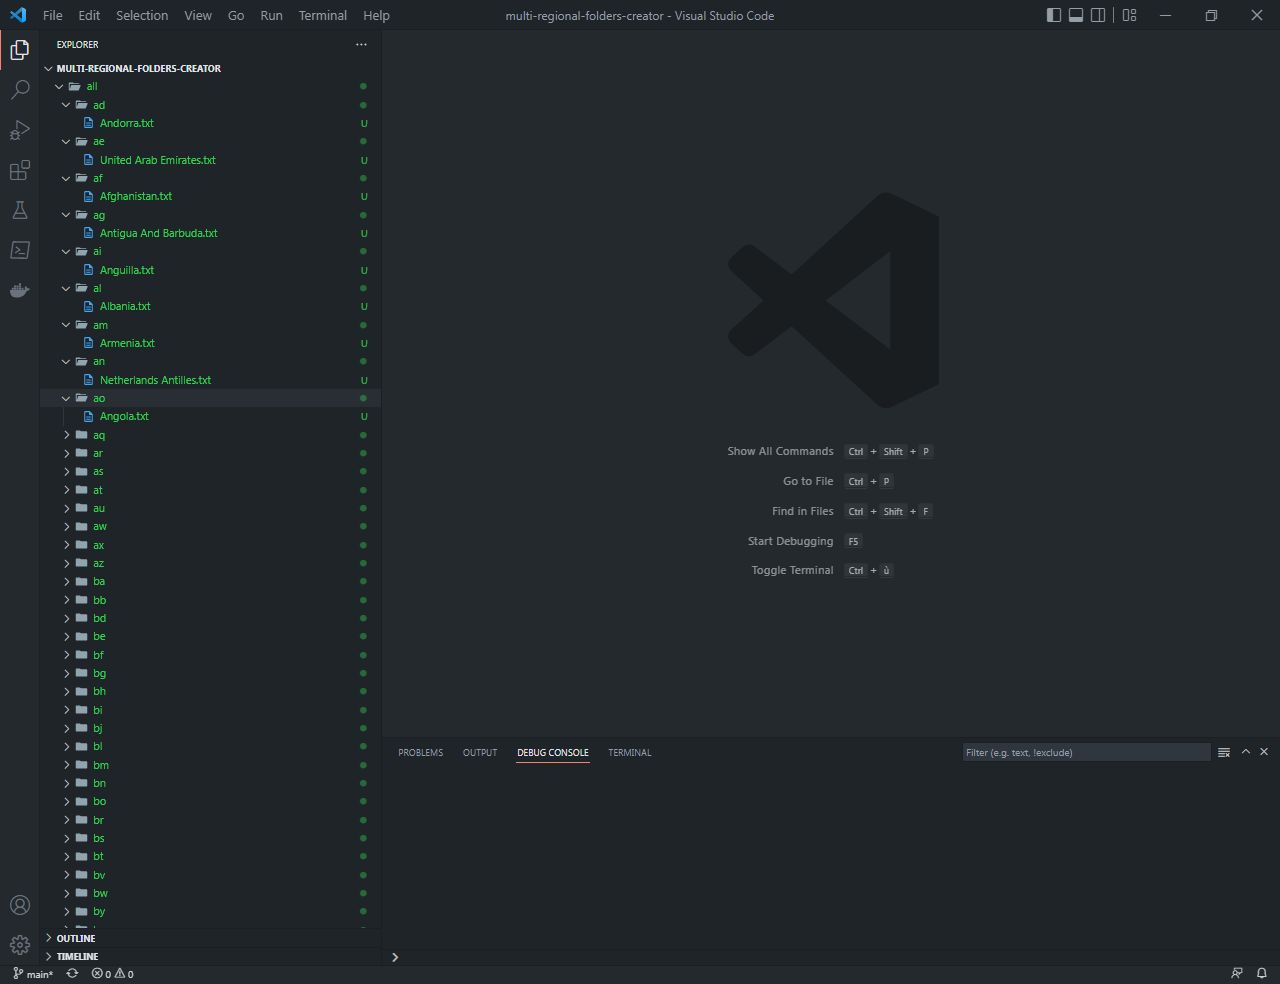 File Edit Selection View Go Run Terminal Help multi-regional-folders-creator - Visual Studio Code
EXPLORER
MULTI-REGIONAL-FOLDERS-CREATOR
all
ad
Andorra.txt U
ae
United Arab Emirates.txt U
af
Afghanistan.txt U
ag
Antigua And Barbuda.txt U
ai
Anguilla.txt U
al
Albania.txt U
am
Armenia.txt U
an
Netherlands Antilles.txt U
ao
Angola.txt U
aq
ar
as
at
au
aw
ax
az
ba
bb
bd
be
bf
bg
bh
bi
bj
bl
bm
bn
bo
br
bs
bt
bv
bw
by
OUTLINE
TIMELINE
Show All Commands Ctrl + Shift + P
Go to File Ctrl + P
Find in Files Ctrl + Shift + F
Start Debugging F5
Toggle Terminal Ctrl + ù
PROBLEMS OUTPUT DEBUG CONSOLE TERMINAL Filter (e.g. text, !exclude)
main* 0 0